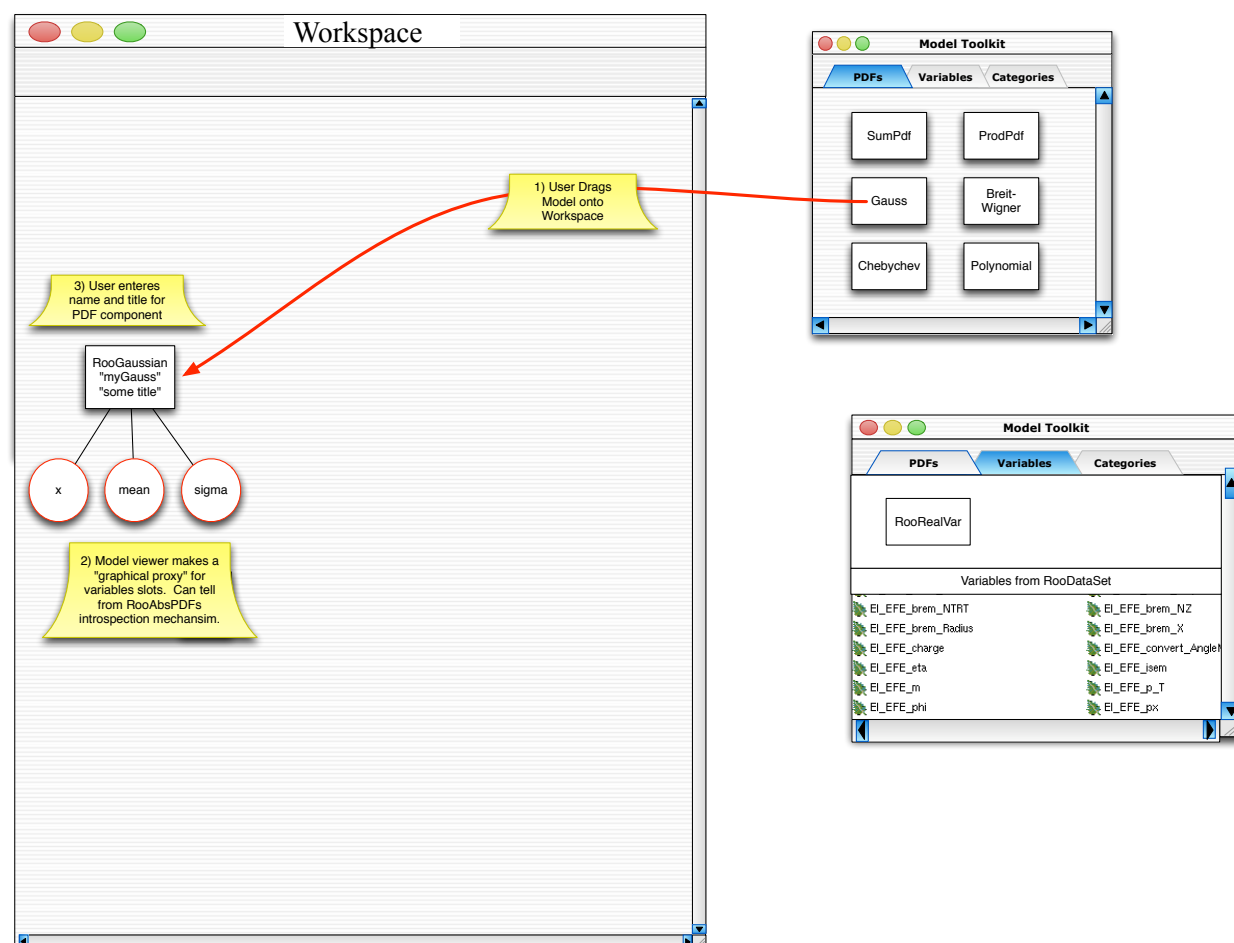 Workspace
1) User Drags
Model onto
Workspace
3) User enteres
name and title for
PDF component
RooGaussian
"myGauss"
"some title"
x
mean
sigma
2) Model viewer makes a
"graphical proxy" for
variables slots.  Can tell
from RooAbsPDFs
introspection mechansim.
Model Toolkit
PDFs
Variables
Categories
SumPdf
ProdPdf
Gauss
Breit-
Wigner
Chebychev
Polynomial
Model Toolkit
PDFs
Variables
Categories
RooRealVar
Variables from RooDataSet
El_EFE_brem_NTRT
El_EFE_brem_NZ
El_EFE_brem_Radius
El_EFE_brem_X
El_EFE_charge
El_EFE_convert_Angle
El_EFE_eta
El_EFE_isem
El_EFE_m
El_EFE_p_T
El_EFE_phi
El_EFE_px